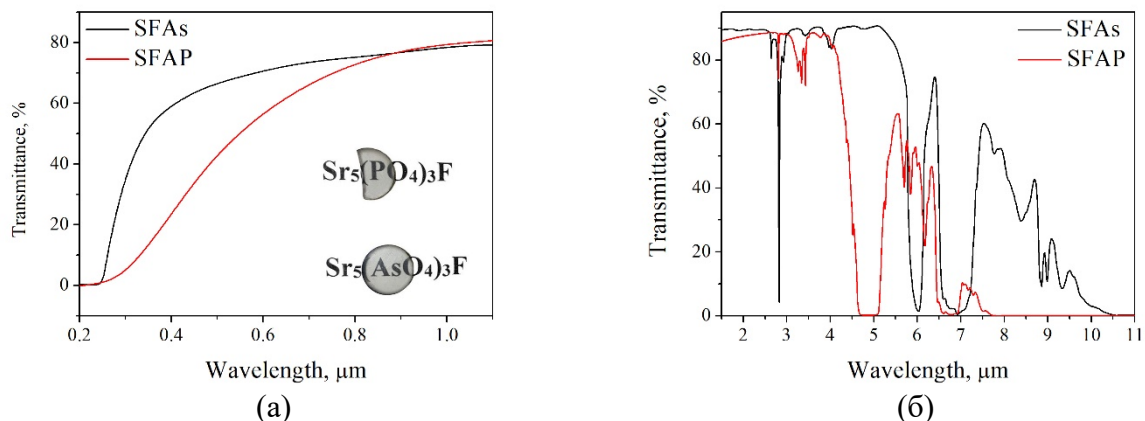 SFAs
SFAP
Transmittance, %
80
60
40
20
0
Sr₅(PO₄)₃F
Sr₅(AsO₄)₃F
0.2 0.4 0.6 0.8 1.0
Wavelength, μm
(а)
SFAs
SFAP
Transmittance, %
80
60
40
20
0
2 3 4 5 6 7 8 9 10 11
Wavelength, μm
(б)